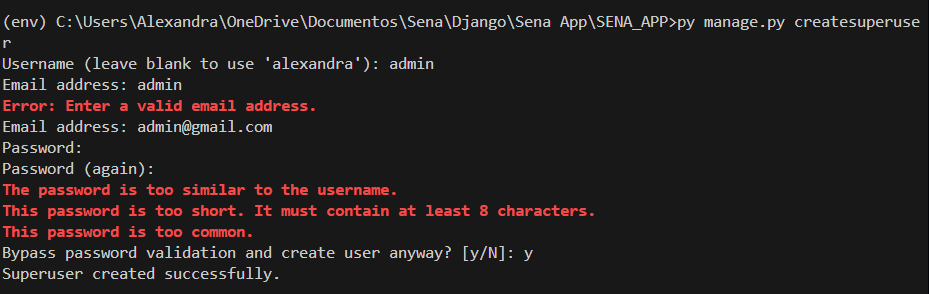 (env) C:\Users\Alexandra\OneDrive\Documentos\Sena\Django\Sena App\SENA_APP>py manage.py createsuperuse
r
Username (leave blank to use 'alexandra'): admin
Email address: admin
Error: Enter a valid email address.
Email address: admin@gmail.com
Password:
Password (again):
The password is too similar to the username.
This password is too short. It must contain at least 8 characters.
This password is too common.
Bypass password validation and create user anyway? [y/N]: y
Superuser created successfully.